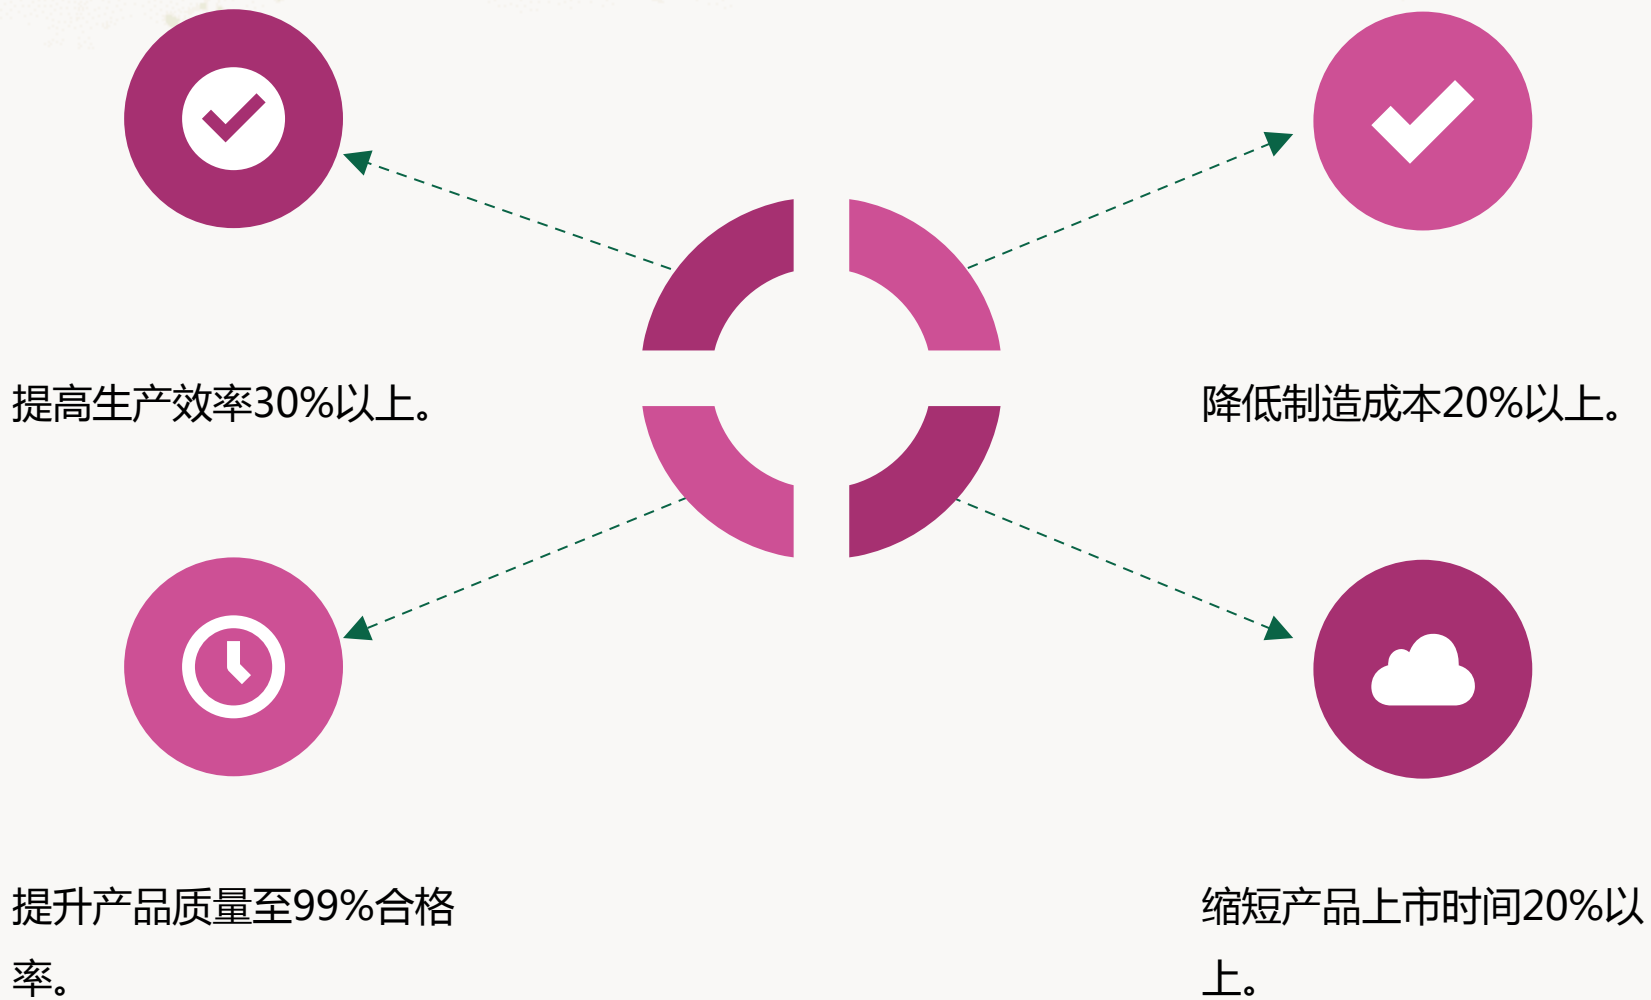 提高生产效率30%以上。
降低制造成本20%以上。
提升产品质量至99%合格
率。
缩短产品上市时间20%以
上。